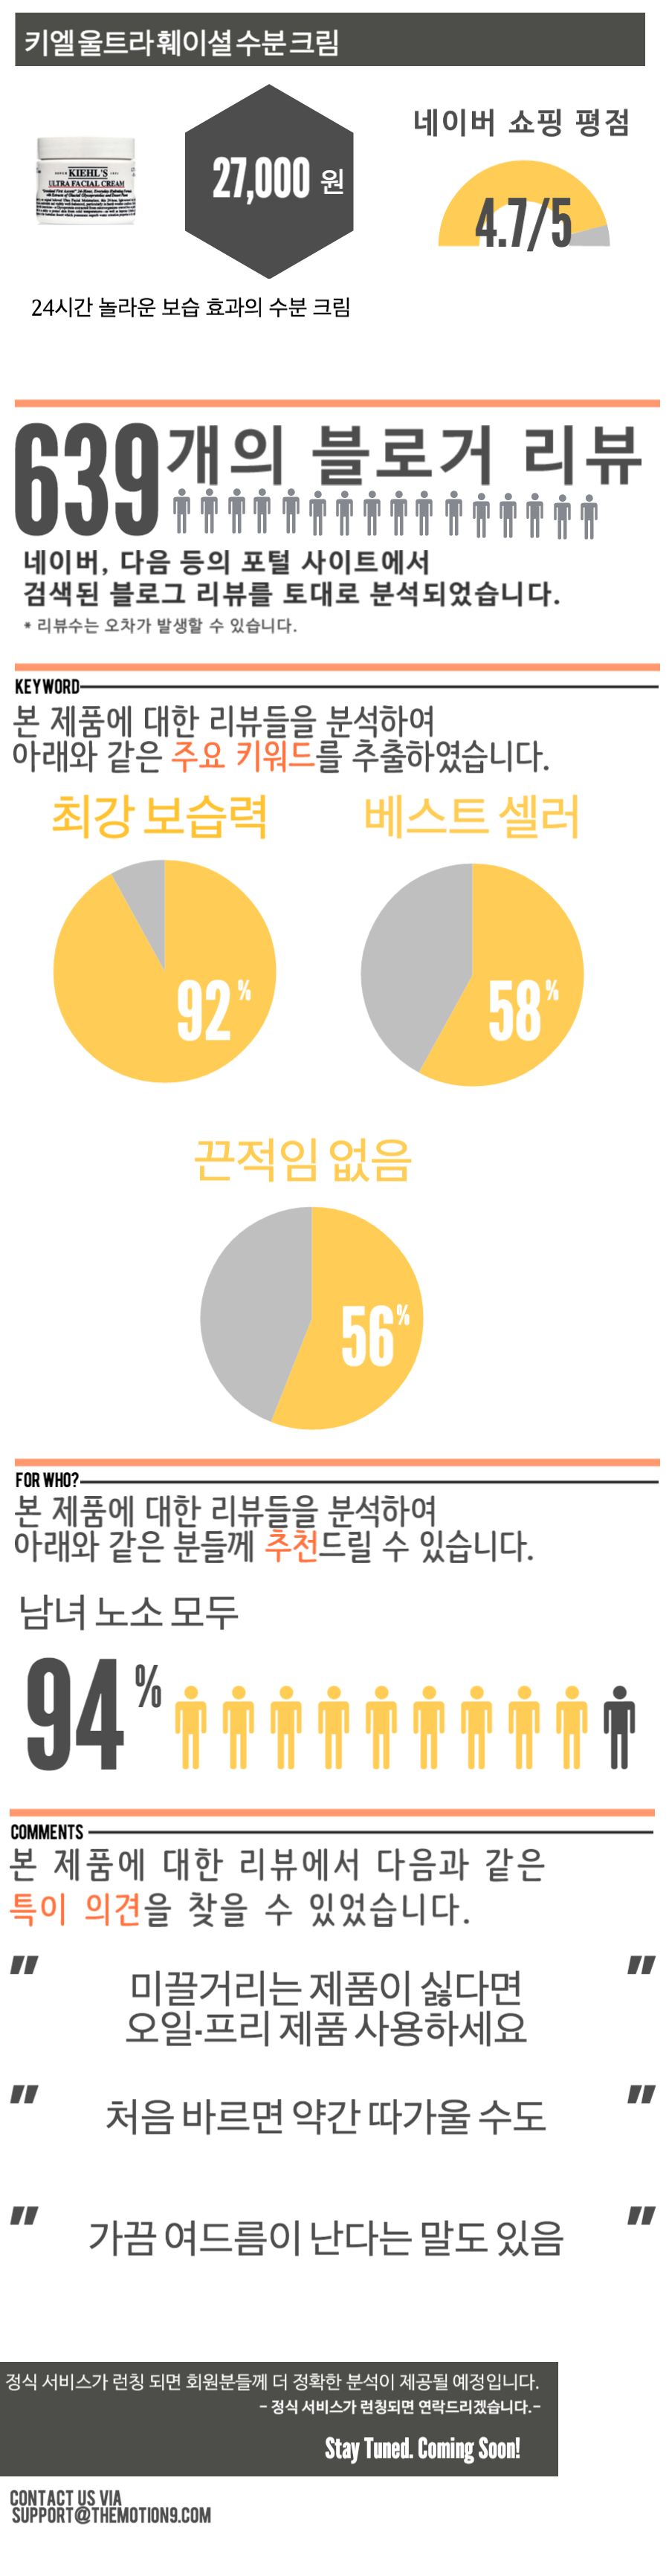 키엘 울트라 훼이셜 수분 크림
네이버 쇼핑 평점
27,000 원
4.7/5
KIEHL'S
ULTRA FACIAL CREAM
24시간 놀라운 보습 효과의 수분 크림
639개의 블로거 리뷰
네이버, 다음 등의 포털 사이트에서
검색된 블로그 리뷰를 토대로 분석되었습니다.
* 리뷰수는 오차가 발생할 수 있습니다.
KEYWORD
본 제품에 대한 리뷰들을 분석하여
아래와 같은 주요 키워드를 추출하였습니다.
최강 보습력
베스트 셀러
92%
58%
끈적임 없음
56%
FOR WHO?
본 제품에 대한 리뷰들을 분석하여
아래와 같은 분들께 추천드릴 수 있습니다.
남녀 노소 모두
94%
COMMENTS
본 제품에 대한 리뷰에서 다음과 같은
특이 의견을 찾을 수 있었습니다.
" 미끌거리는 제품이 싫다면 "
오일-프리 제품 사용하세요
" 처음 바르면 약간 따가울 수도 "
" 가끔 여드름이 난다는 말도 있음 "
정식 서비스가 런칭 되면 회원분들께 더 정확한 분석이 제공될 예정입니다.
- 정식 서비스가 런칭되면 연락드리겠습니다.-
Stay Tuned. Coming Soon!
CONTACT US VIA
SUPPORT@THEMOTION9.COM